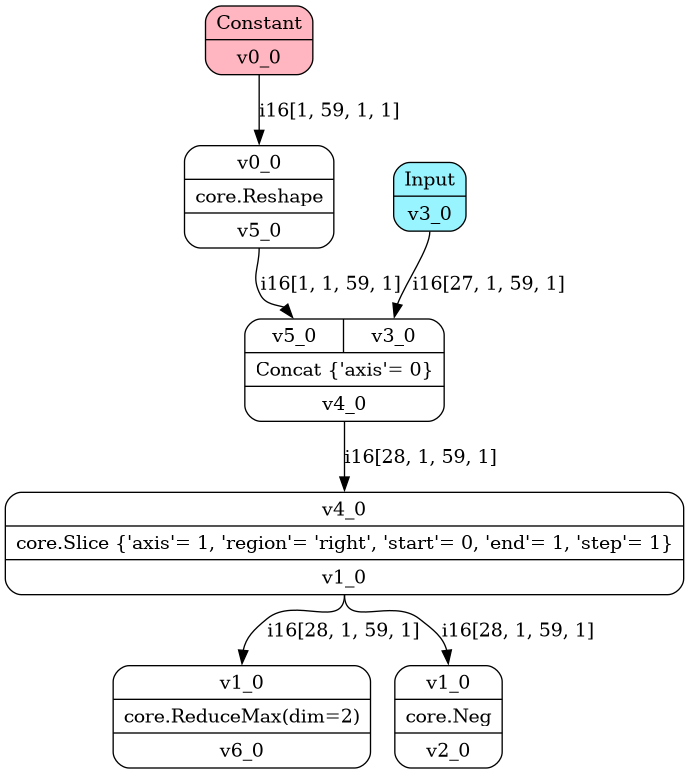 Constant
v0_0
i16[1, 59, 1, 1]
v0_0
core.Reshape
v5_0
Input
v3_0
i16[1, 1, 59, 1]
i16[27, 1, 59, 1]
v5_0
v3_0
Concat {'axis'= 0}
v4_0
i16[28, 1, 59, 1]
v4_0
core.Slice {'axis'= 1, 'region'= 'right', 'start'= 0, 'end'= 1, 'step'= 1}
v1_0
i16[28, 1, 59, 1]
i16[28, 1, 59, 1]
v1_0
core.ReduceMax(dim=2)
v6_0
v1_0
core.Neg
v2_0